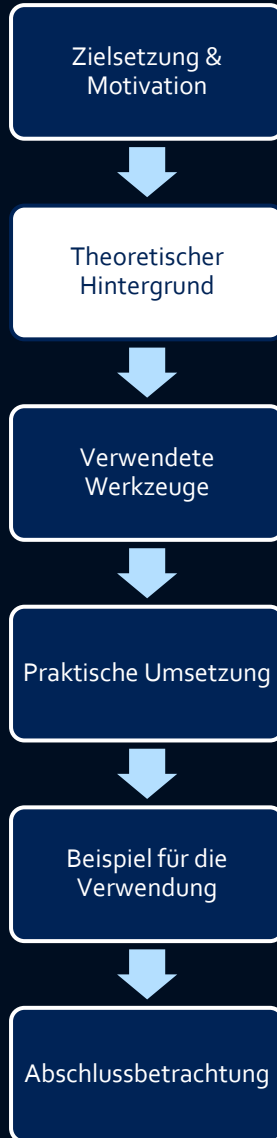 Zielsetzung &
Motivation
Theoretischer
Hintergrund
Verwendete
Werkzeuge
Praktische Umsetzung
Beispiel für die
Verwendung
Abschlussbetrachtung